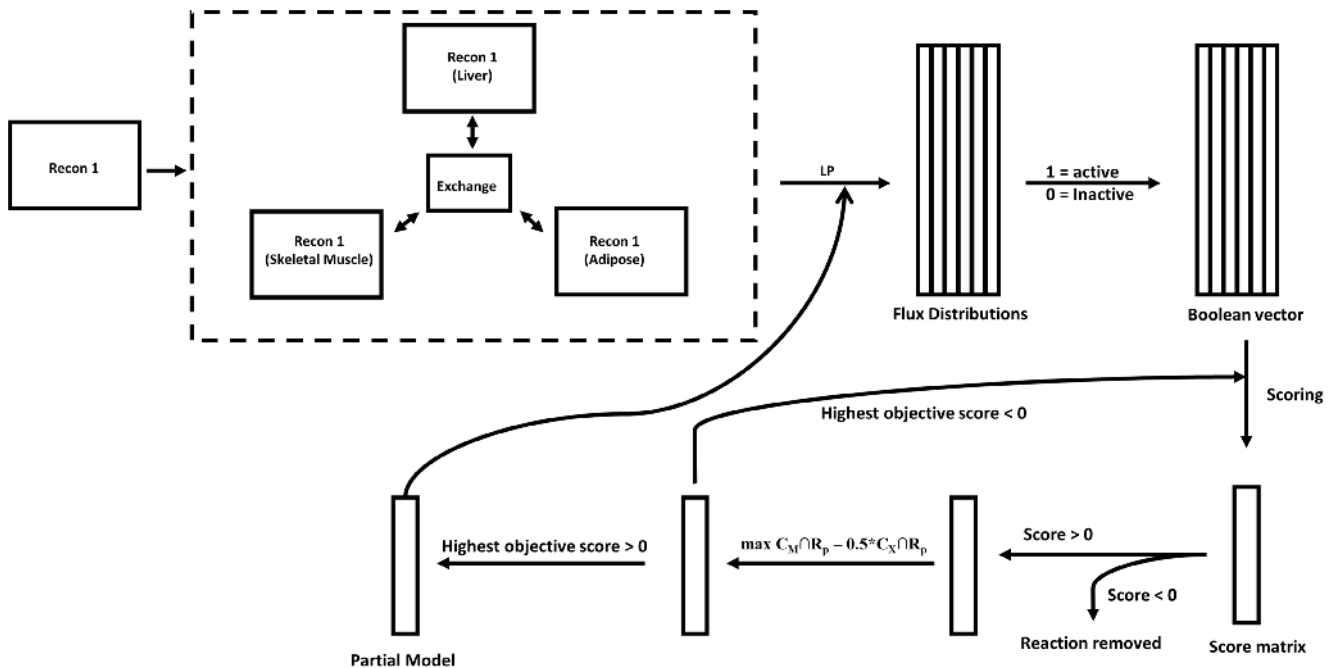 Recon 1
Recon 1
(Liver)
Exchange
Recon 1
(Skeletal Muscle)
Recon 1
(Adipose)
LP
Flux Distributions
1 = active
0 = Inactive
Boolean vector
Scoring
Highest objective score < 0
Highest objective score > 0
max C_M∩R_p – 0.5*C_X∩R_p
Score > 0
Score < 0
Reaction removed
Score matrix
Partial Model